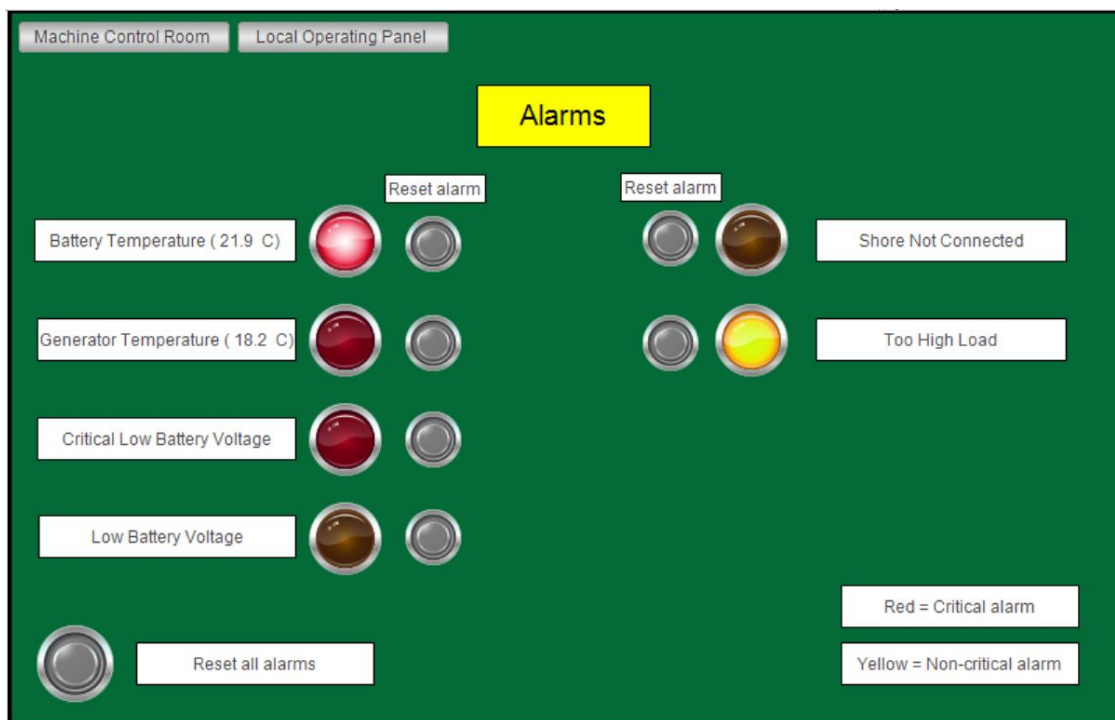 Machine Control Room
Local Operating Panel
Alarms
Reset alarm
Reset alarm
Battery Temperature ( 21.9 C)
Shore Not Connected
Generator Temperature ( 18.2 C)
Too High Load
Critical Low Battery Voltage
Low Battery Voltage
Red = Critical alarm
Reset all alarms
Yellow = Non-critical alarm